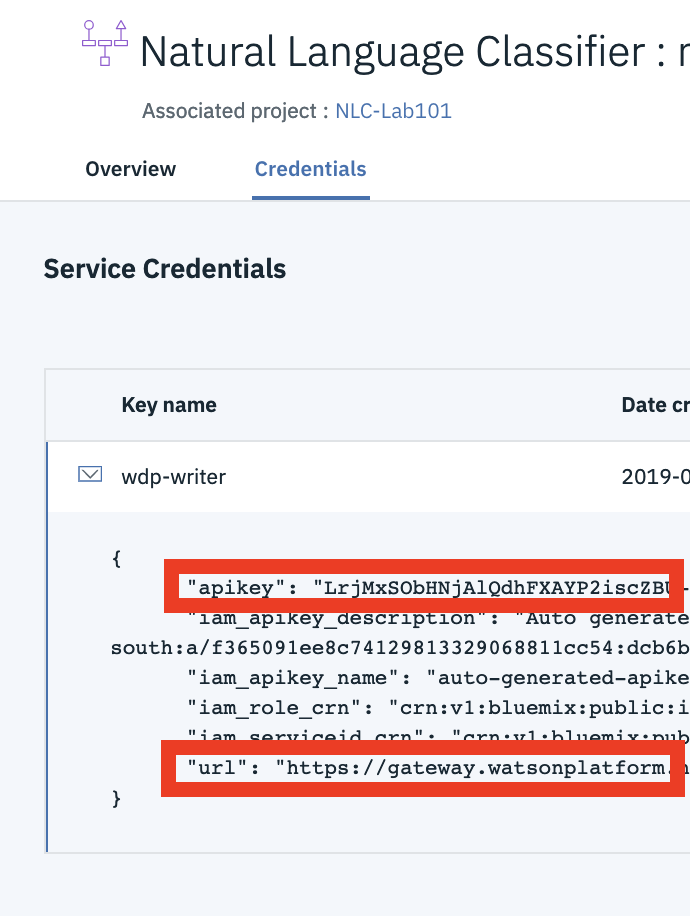 Natural Language Classifier :
Associated project : NLC-Lab101
Overview Credentials
Service Credentials
Key name Date cr
wdp-writer 2019-0
{
"apikey": "LrjMxSObHNjAlQdhFXAYP2iscZBU-
"iam_apikey_description": "Auto generate
south:a/f365091ee8c74129813329068811cc54:dcb6b
"iam_apikey_name": "auto-generated-apike
"iam_role_crn": "crn:v1:bluemix:public:i
"iam_serviceid_crn": "crn:v1:bluemix:pub
"url": "https://gateway.watsonplatform.n
}